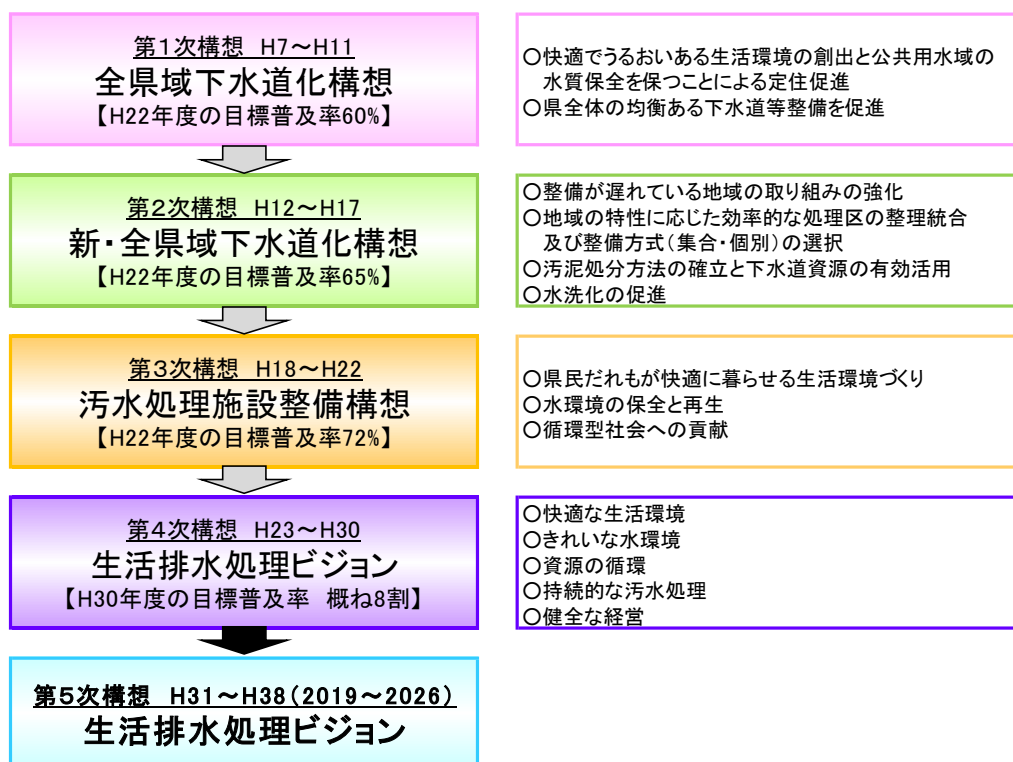 第1次構想　H7～H11
全県域下水道化構想
【H22年度の目標普及率60%】
○快適でうるおいある生活環境の創出と公共用水域の
水質保全を保つことによる定住促進
○県全体の均衡ある下水道等整備を促進
第2次構想　H12～H17
新・全県域下水道化構想
【H22年度の目標普及率65%】
○整備が遅れている地域の取り組みの強化
○地域の特性に応じた効率的な処理区の整理統合
及び整備方式(集合・個別)の選択
○汚泥処分方法の確立と下水道資源の有効活用
○水洗化の促進
第3次構想　H18～H22
汚水処理施設整備構想
【H22年度の目標普及率72%】
○県民だれもが快適に暮らせる生活環境づくり
○水環境の保全と再生
○循環型社会への貢献
第4次構想　H23～H30
生活排水処理ビジョン
【H30年度の目標普及率　概ね8割】
○快適な生活環境
○きれいな水環境
○資源の循環
○持続的な汚水処理
○健全な経営
第5次構想　H31～H38(2019～2026)
生活排水処理ビジョン